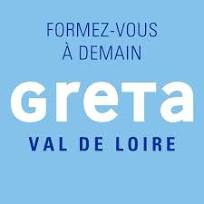 FORMEZ-VOUS
À DEMAIN
GRETA
VAL DE LOIRE